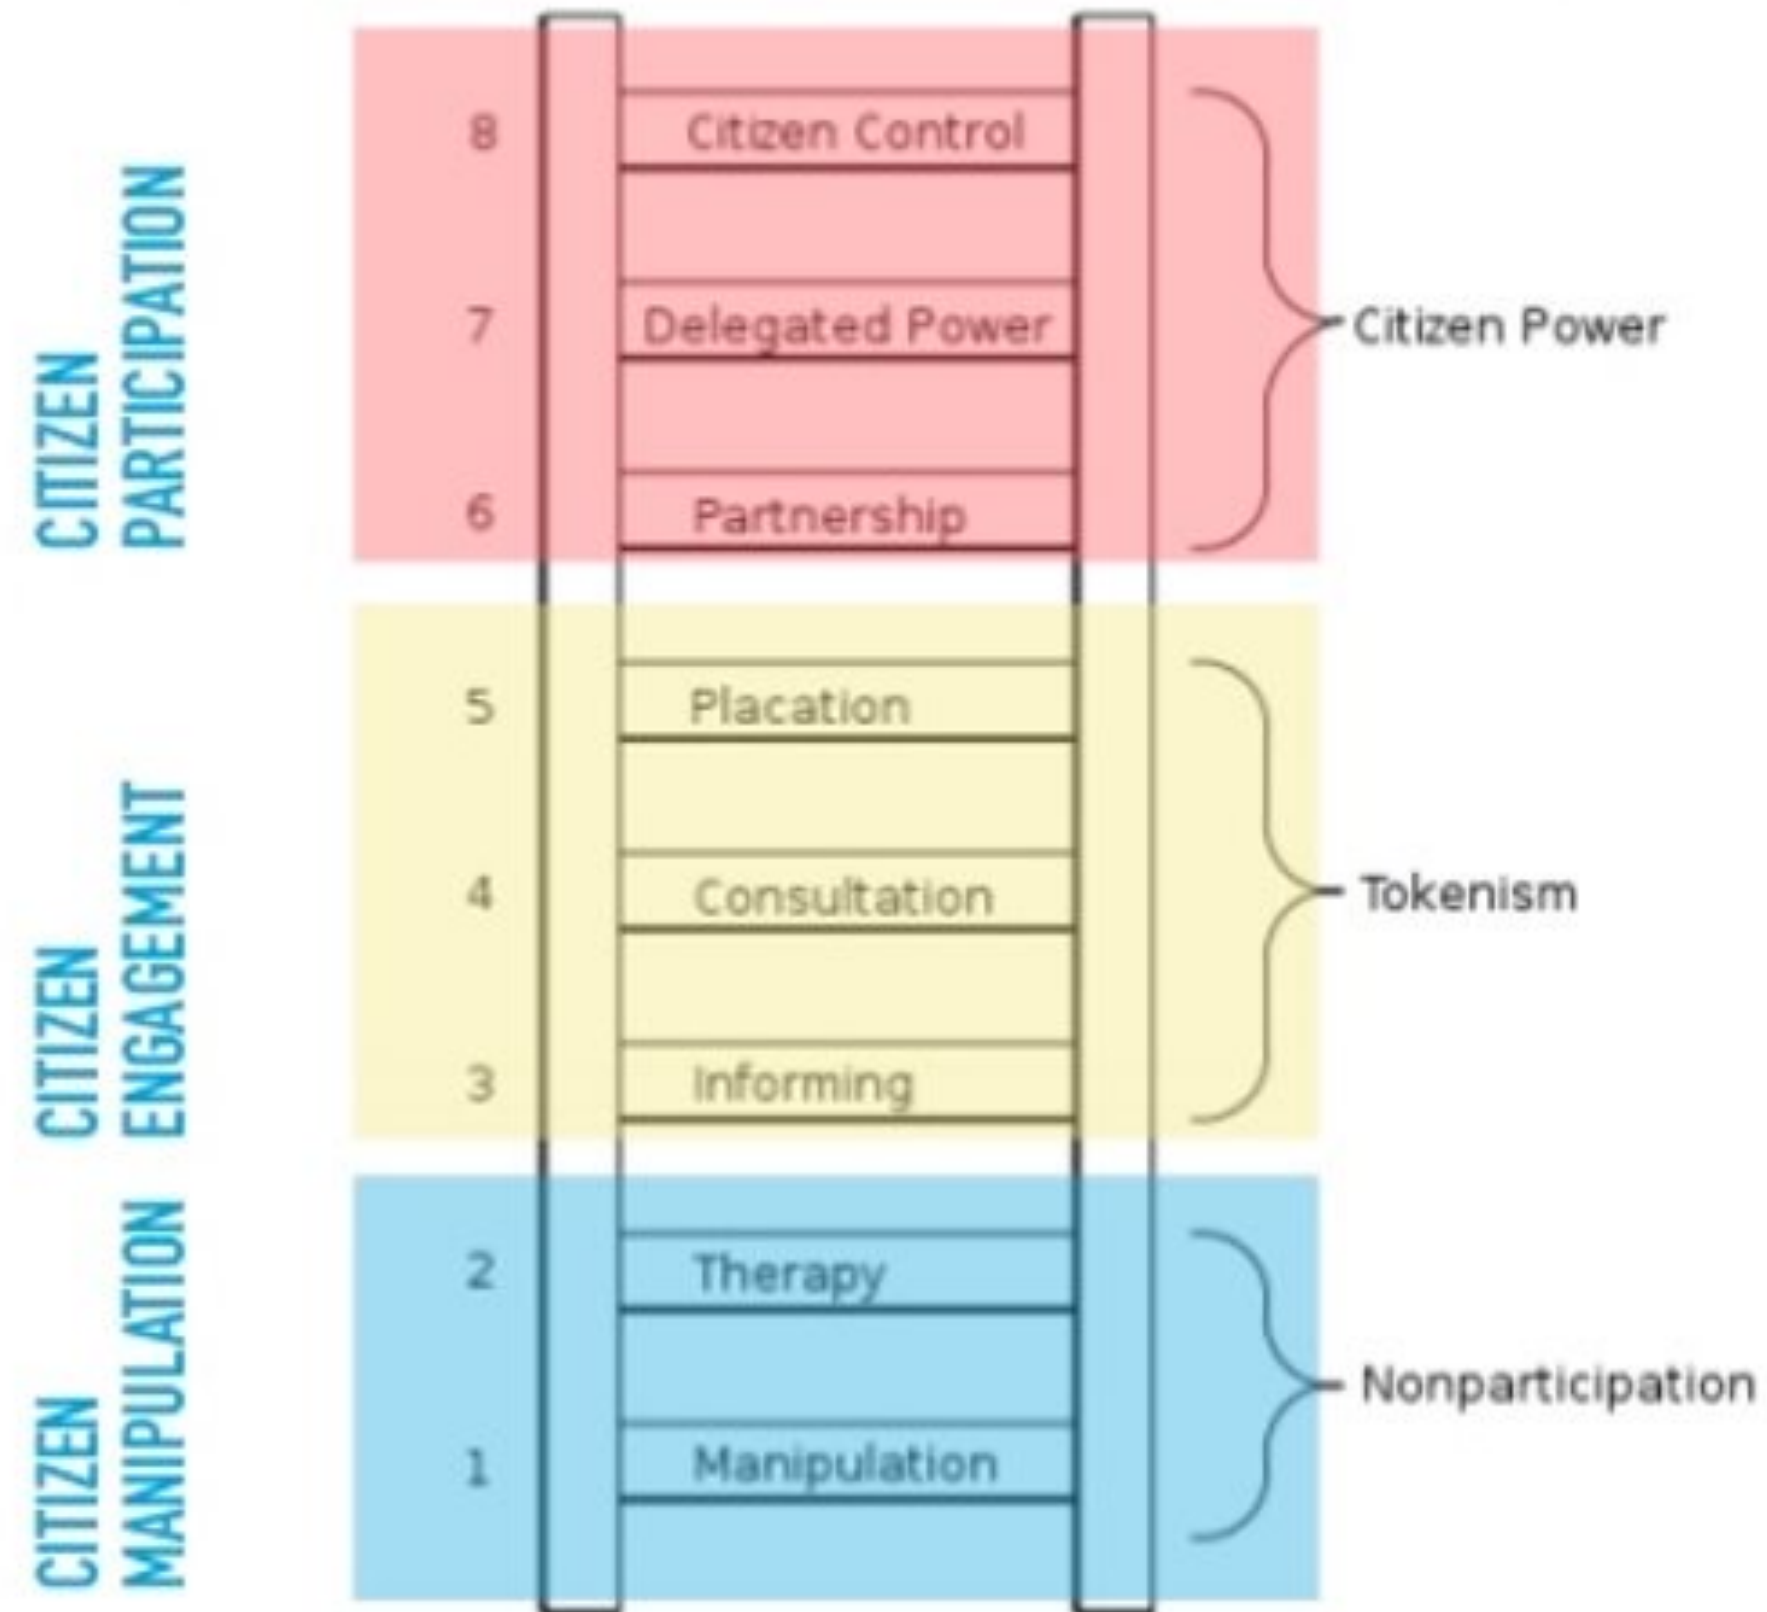 CITIZEN
PARTICIPATION
8 Citizen Control
7 Delegated Power
6 Partnership
Citizen Power
CITIZEN
ENGAGEMENT
5 Placation
4 Consultation
3 Informing
Tokenism
CITIZEN
MANIPULATION
2 Therapy
1 Manipulation
Nonparticipation